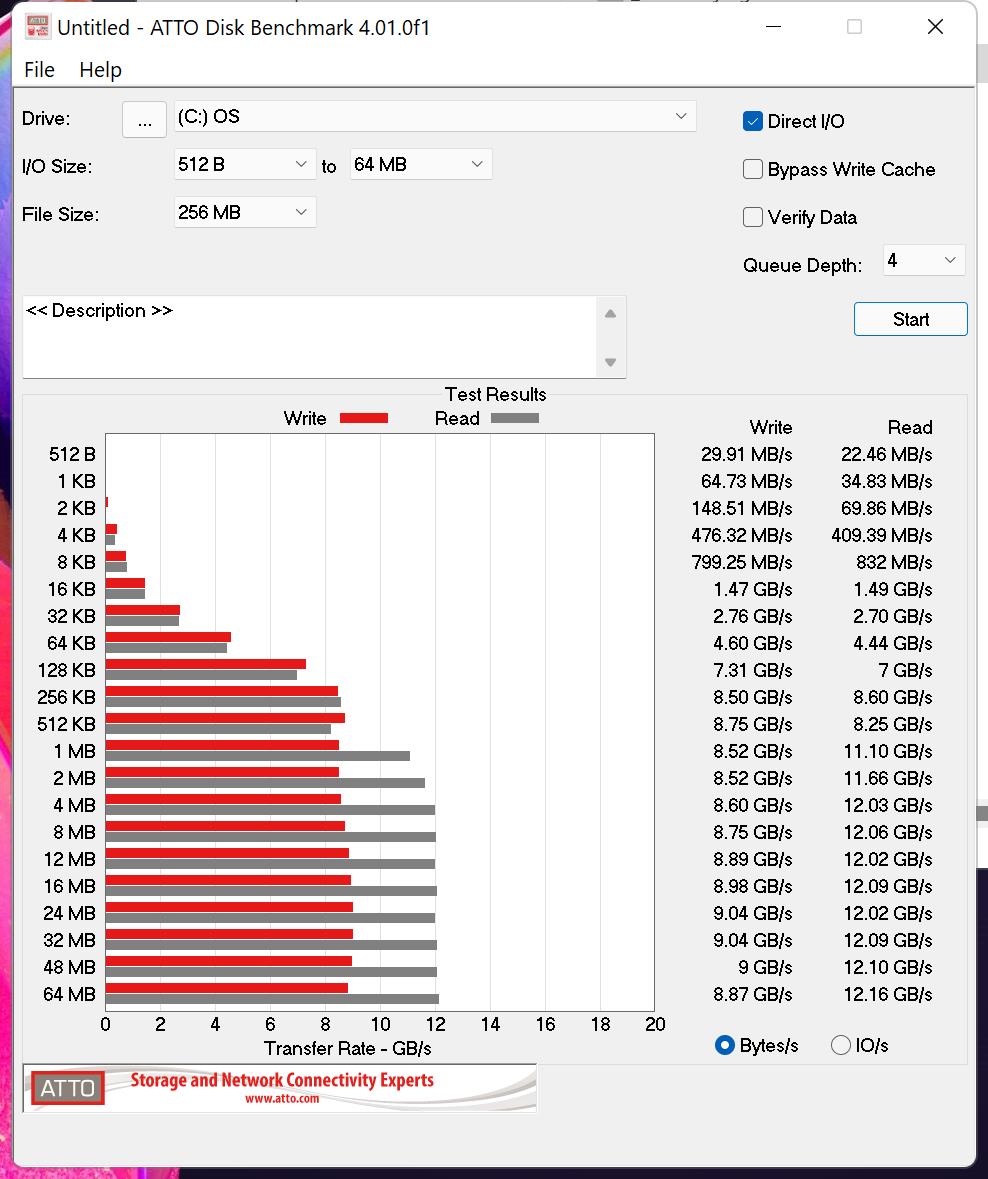 Untitled - ATTO Disk Benchmark 4.01.0f1
File Help
Drive: ... (C:) OS
Direct I/O
I/O Size: 512 B to 64 MB
Bypass Write Cache
File Size: 256 MB
Verify Data
Queue Depth: 4
<< Description >>
Start
Test Results
Write Read
Write Read
512 B 29.91 MB/s 22.46 MB/s
1 KB 64.73 MB/s 34.83 MB/s
2 KB 148.51 MB/s 69.86 MB/s
4 KB 476.32 MB/s 409.39 MB/s
8 KB 799.25 MB/s 832 MB/s
16 KB 1.47 GB/s 1.49 GB/s
32 KB 2.76 GB/s 2.70 GB/s
64 KB 4.60 GB/s 4.44 GB/s
128 KB 7.31 GB/s 7 GB/s
256 KB 8.50 GB/s 8.60 GB/s
512 KB 8.75 GB/s 8.25 GB/s
1 MB 8.52 GB/s 11.10 GB/s
2 MB 8.52 GB/s 11.66 GB/s
4 MB 8.60 GB/s 12.03 GB/s
8 MB 8.75 GB/s 12.06 GB/s
12 MB 8.89 GB/s 12.02 GB/s
16 MB 8.98 GB/s 12.09 GB/s
24 MB 9.04 GB/s 12.02 GB/s
32 MB 9.04 GB/s 12.09 GB/s
48 MB 9 GB/s 12.10 GB/s
64 MB 8.87 GB/s 12.16 GB/s
0 2 4 6 8 10 12 14 16 18 20
Transfer Rate - GB/s
Bytes/s IO/s
ATTO Storage and Network Connectivity Experts
www.atto.com